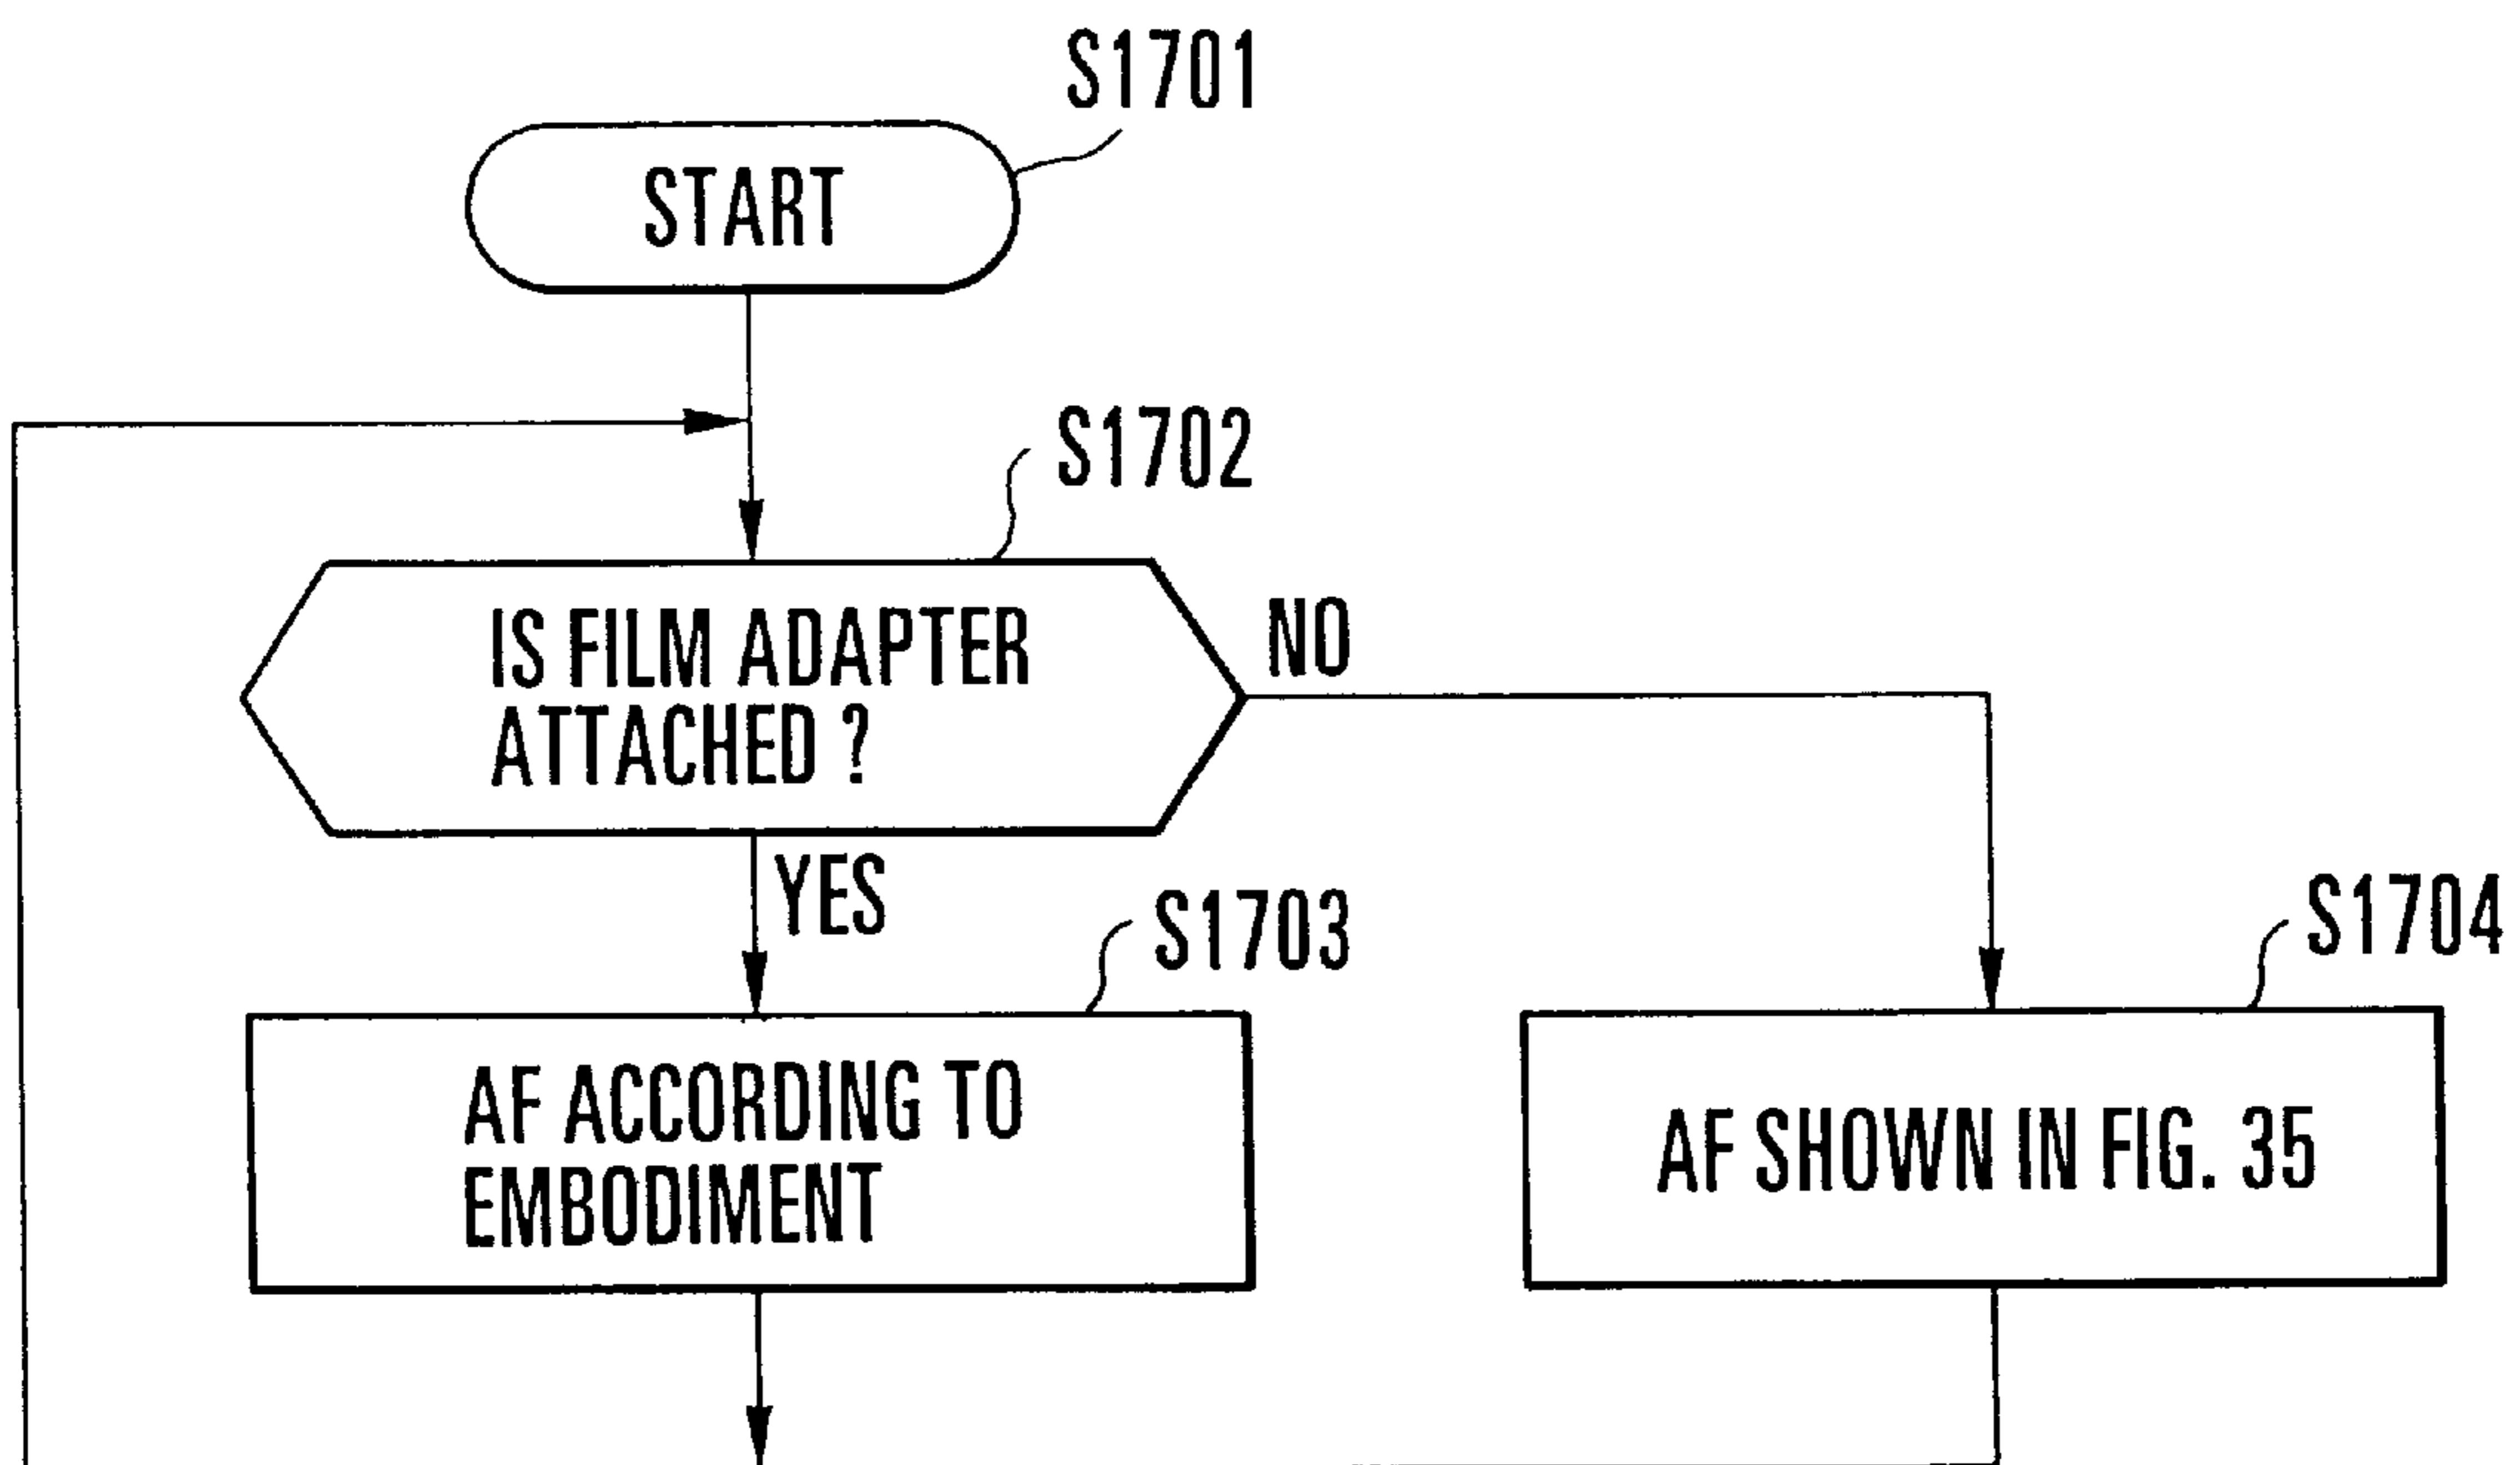 S1701
START
S1702
IS FILM ADAPTER
ATTACHED ?
NO
YES
S1703
S1704
AF ACCORDING TO
EMBODIMENT
AF SHOWN IN FIG. 35